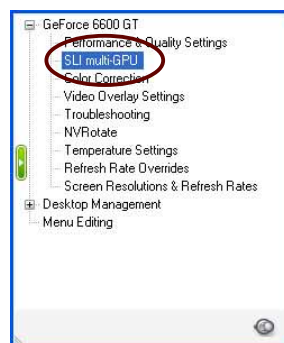 GeForce 6600 GT
Performance & Quality Settings
SLI multi-GPU
Color Correction
Video Overlay Settings
Troubleshooting
NVRotate
Temperature Settings
Refresh Rate Overrides
Screen Resolutions & Refresh Rates
Desktop Management
Menu Editing